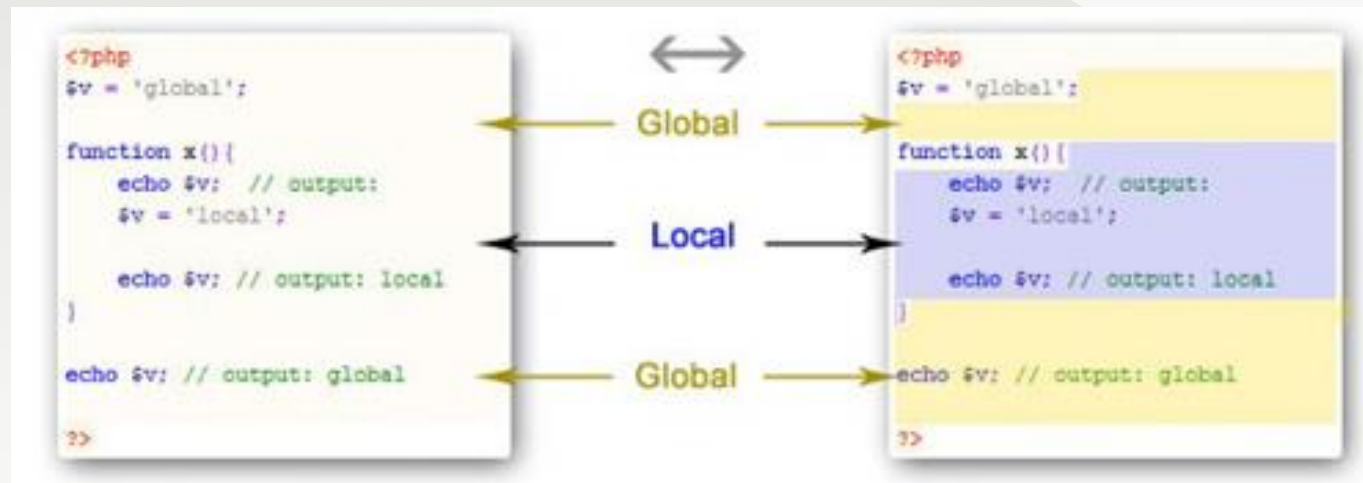 <?php
$v = 'global';
function x(){
echo $v; // output:
$v = 'local';
echo $v; // output: local
}
echo $v; // output: global
?>
Global
Local
Global
<?php
$v = 'global';
function x(){
echo $v; // output:
$v = 'local';
echo $v; // output: local
}
echo $v; // output: global
?>